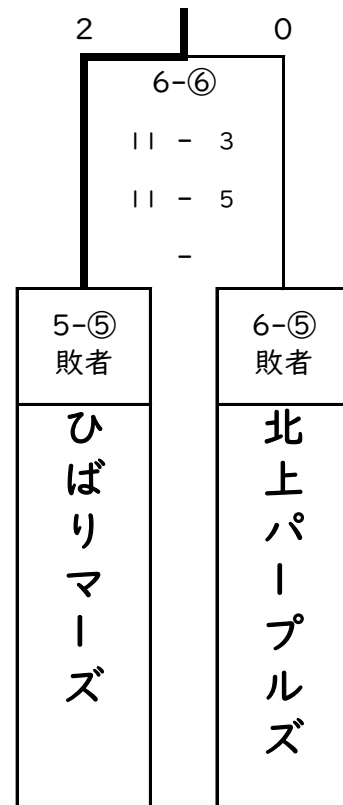 2 0
6-⑥
11 - 3
11 - 5
-
5-⑤
敗者
ひばりマーズ
6-⑤
敗者
北上パープルズ